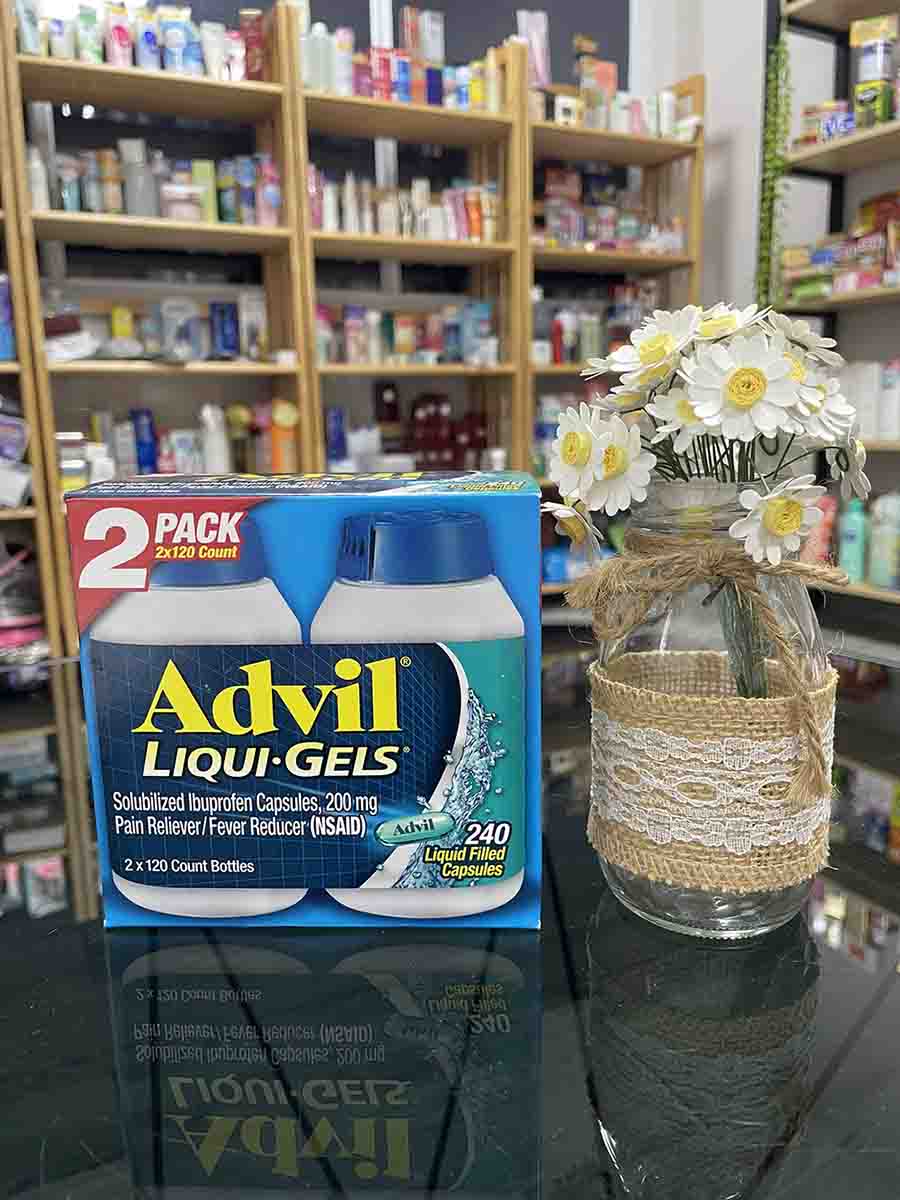 2 PACK
2x120 Count
Advil®
LIQUI·GELS®
Solubilized Ibuprofen Capsules, 200 mg
Pain Reliever/Fever Reducer (NSAID)
Advil
240
Liquid Filled
Capsules
2 x 120 Count Bottles